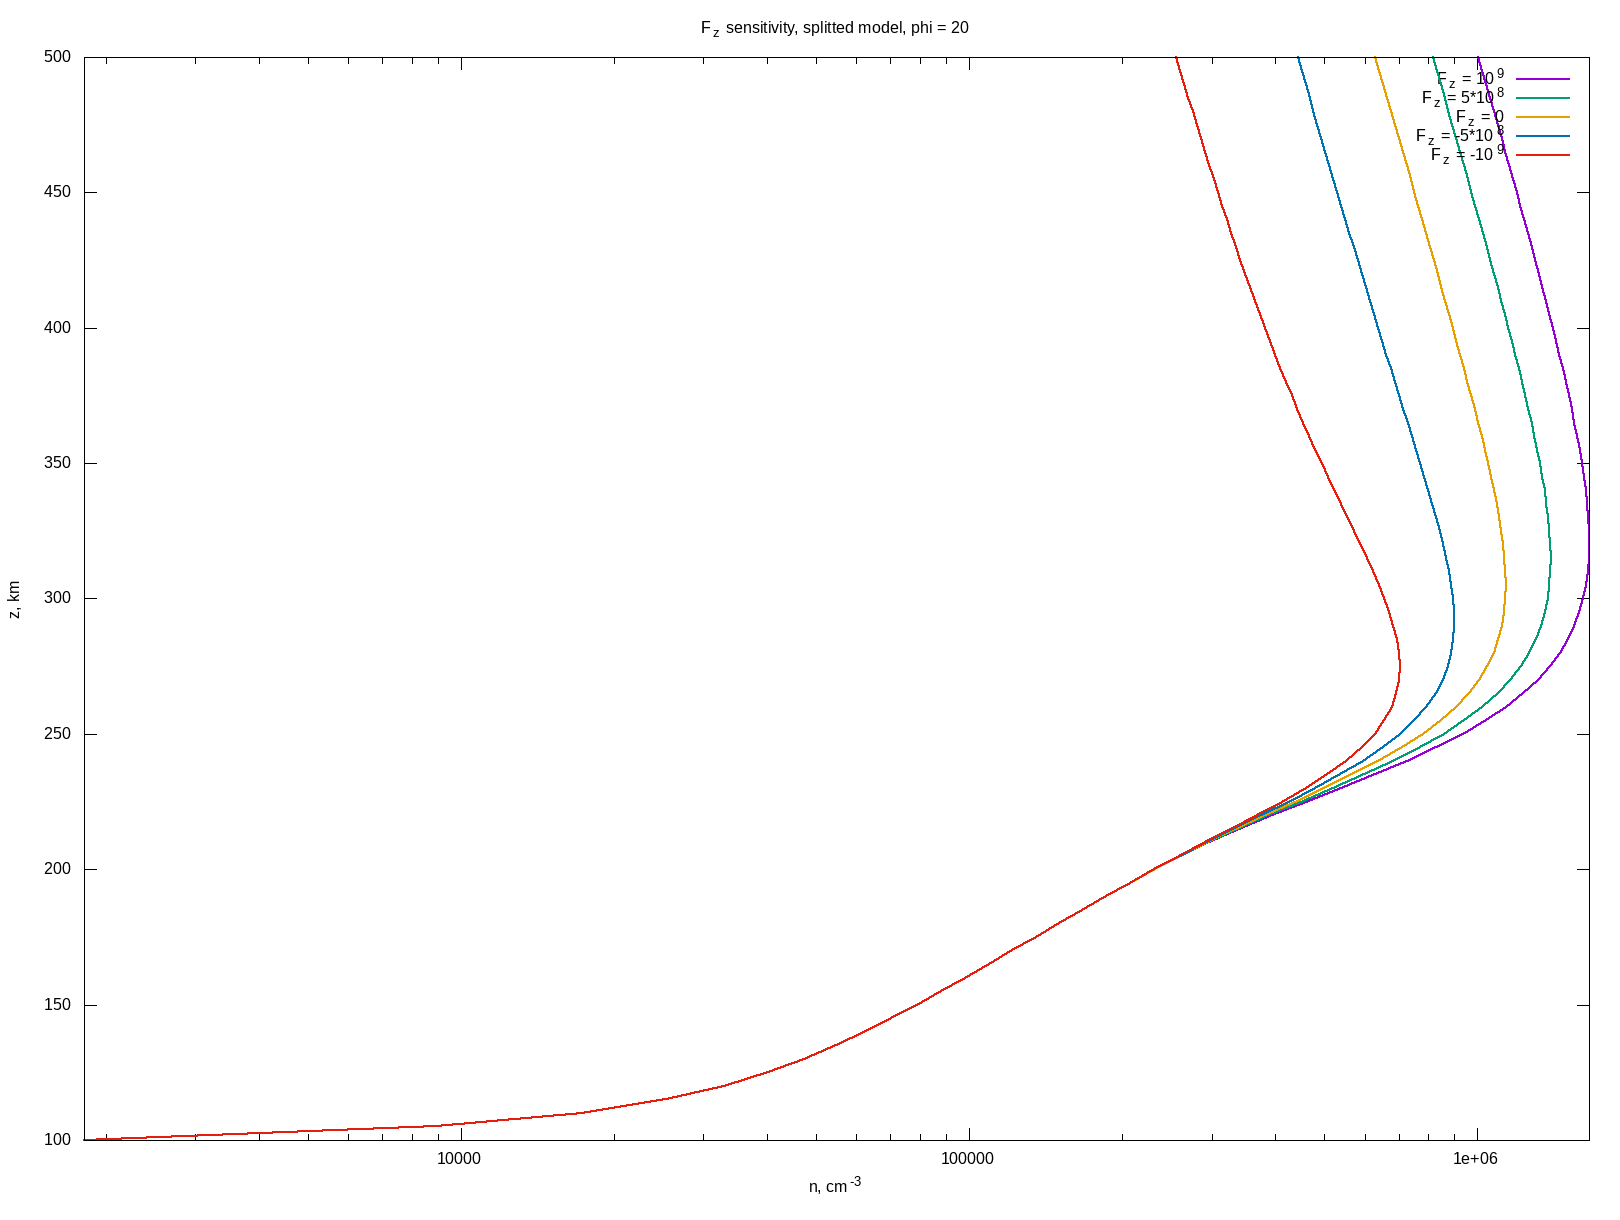 F z sensitivity, splitted model, phi = 20
500
450
400
350
300
250
200
150
100
z, km
F z = 10 9
F z = 5*10 8
F z = 0
F z = -5*10 8
F z = -10 9
10000
100000
1e+06
n, cm-3